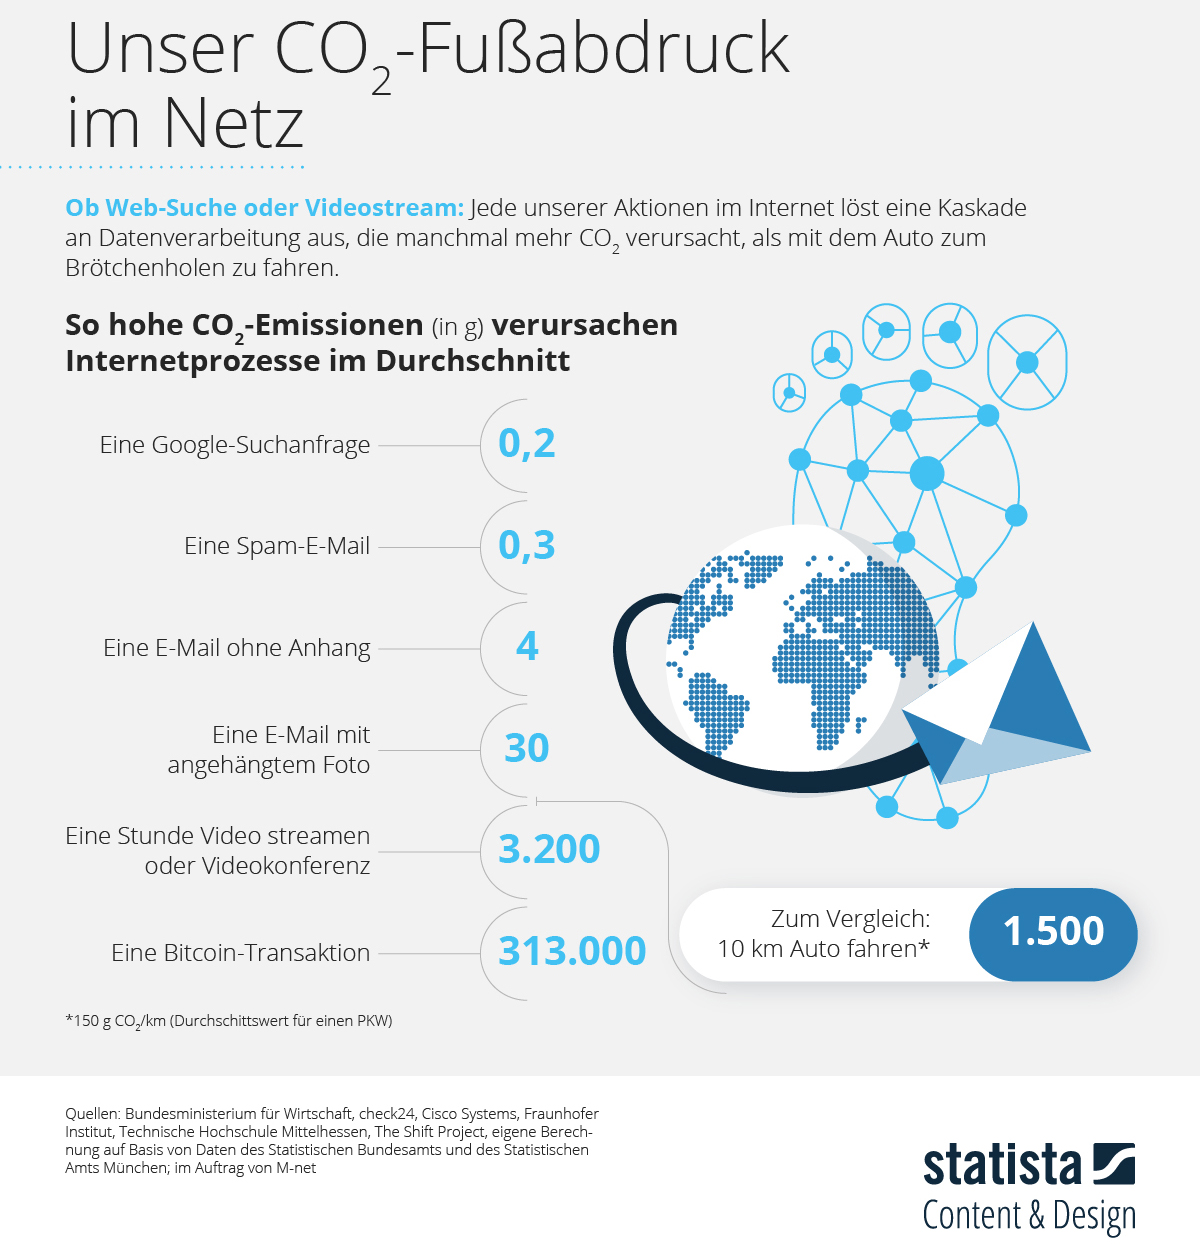 Unser CO2-Fußabdruck
im Netz
Ob Web-Suche oder Videostream: Jede unserer Aktionen im Internet löst eine Kaskade
an Datenverarbeitung aus, die manchmal mehr CO2 verursacht, als mit dem Auto zum
Brötchenholen zu fahren.
So hohe CO2-Emissionen (in g) verursachen
Internetprozesse im Durchschnitt
Eine Google-Suchanfrage 0,2
Eine Spam-E-Mail 0,3
Eine E-Mail ohne Anhang 4
Eine E-Mail mit
angehängtem Foto 30
Eine Stunde Video streamen
oder Videokonferenz 3.200
Zum Vergleich:
10 km Auto fahren* 1.500
Eine Bitcoin-Transaktion 313.000
*150 g CO2/km (Durchschittswert für einen PKW)
Quellen: Bundesministerium für Wirtschaft, check24, Cisco Systems, Fraunhofer
Institut, Technische Hochschule Mittelhessen, The Shift Project, eigene Berech-
nung auf Basis von Daten des Statistischen Bundesamts und des Statistischen
Amts München; im Auftrag von M-net
statista
Content & Design